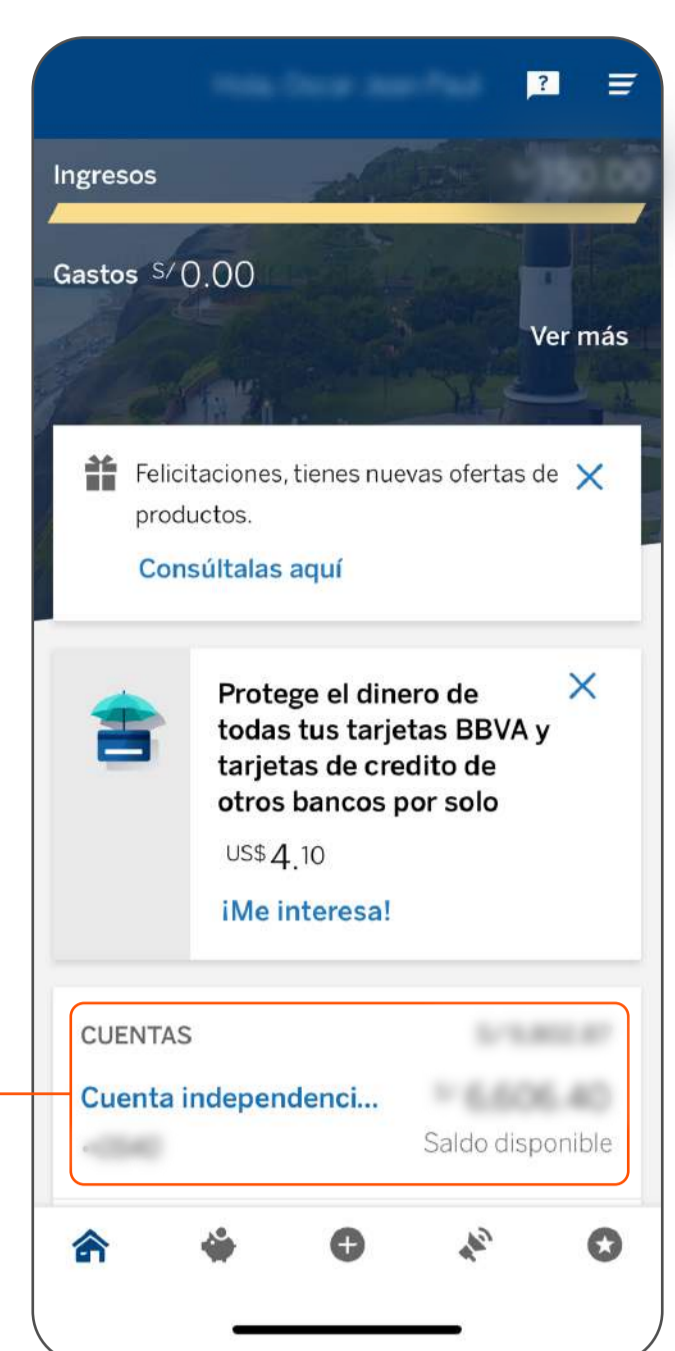 ?
Ingresos
Gastos S/ 0.00
Ver más
Felicitaciones, tienes nuevas ofertas de
productos.
Consúltalas aquí
Protege el dinero de
todas tus tarjetas BBVA y
tarjetas de credito de
otros bancos por solo
US$ 4.10
¡Me interesa!
CUENTAS
Cuenta independenci...
Saldo disponible